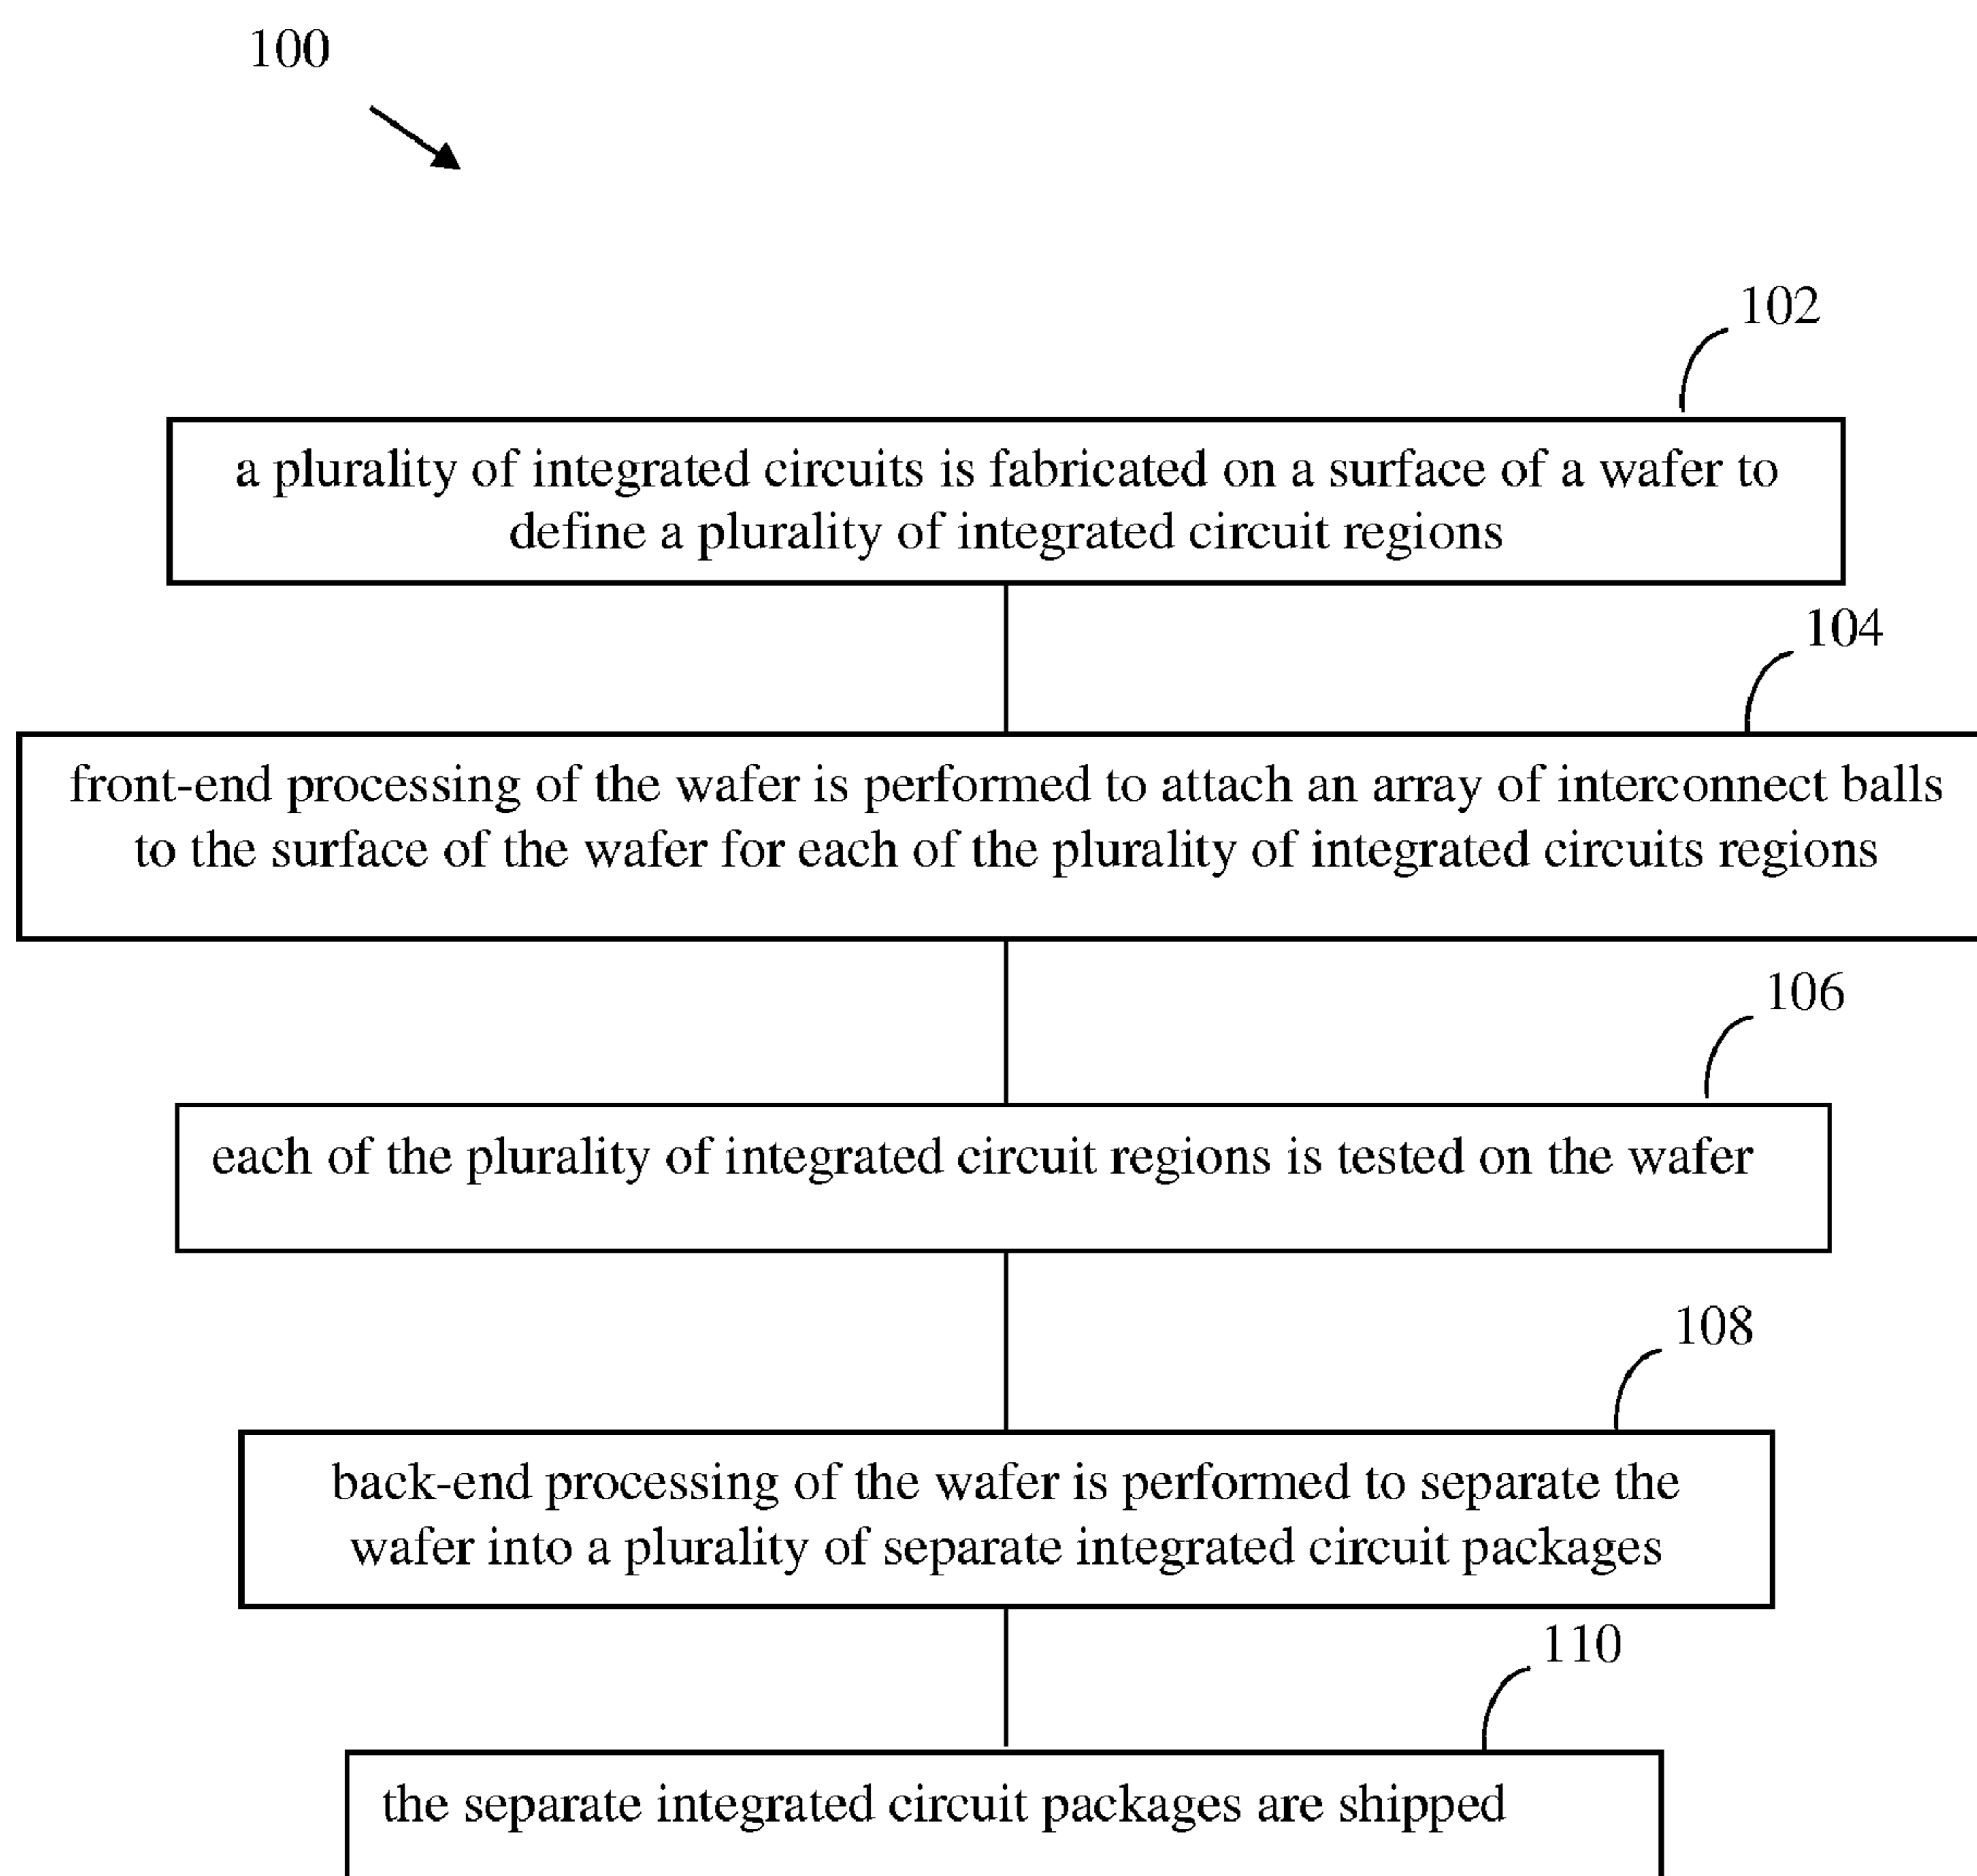 100
102
a plurality of integrated circuits is fabricated on a surface of a wafer to
define a plurality of integrated circuit regions
104
front-end processing of the wafer is performed to attach an array of interconnect balls
to the surface of the wafer for each of the plurality of integrated circuits regions
106
each of the plurality of integrated circuit regions is tested on the wafer
108
back-end processing of the wafer is performed to separate the
wafer into a plurality of separate integrated circuit packages
110
the separate integrated circuit packages are shipped